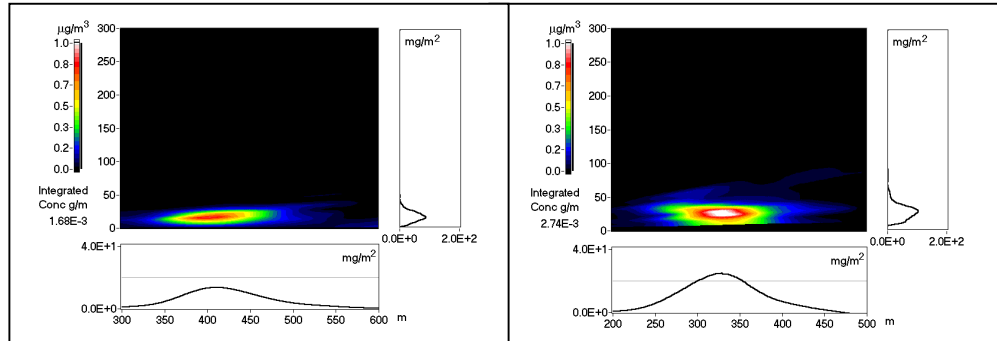 µg/m³
1.0
0.8
0.7
0.5
0.3
0.2
0.0
Integrated
Conc g/m
1.68E-3
300
250
200
150
100
50
0
mg/m²
0.0E+0 2.0E+2
4.0E+1
0.0E+0
mg/m²
300 350 400 450 500 550 600 m
µg/m³
1.0
0.8
0.7
0.5
0.3
0.2
0.0
Integrated
Conc g/m
2.74E-3
300
250
200
150
100
50
0
mg/m²
0.0E+0 2.0E+2
4.0E+1
0.0E+0
mg/m²
200 250 300 350 400 450 500 m